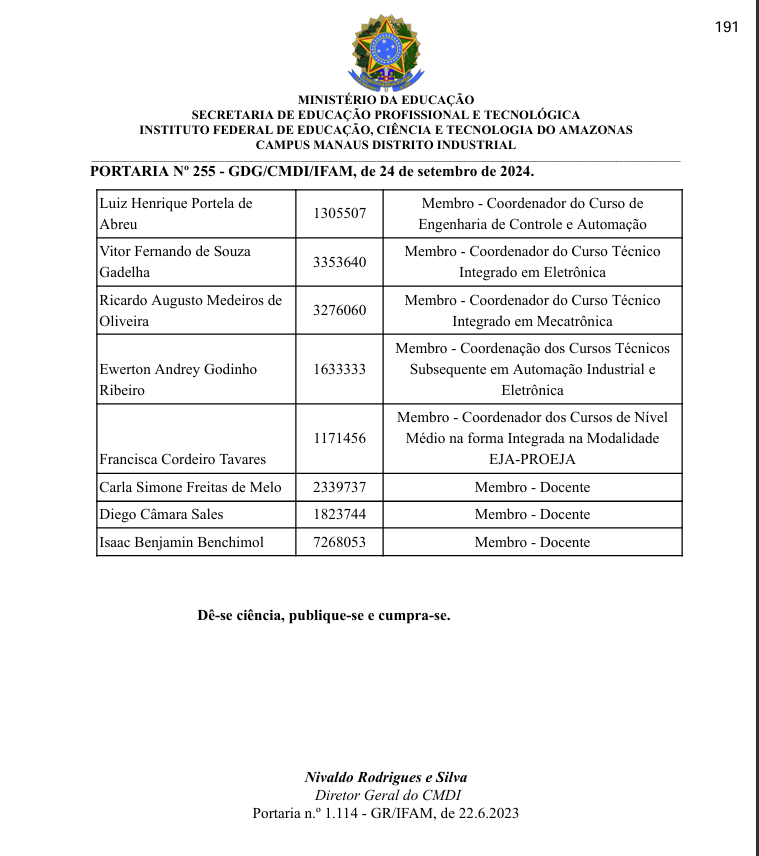 191
MINISTÉRIO DA EDUCAÇÃO
SECRETARIA DE EDUCAÇÃO PROFISSIONAL E TECNOLÓGICA
INSTITUTO FEDERAL DE EDUCAÇÃO, CIÊNCIA E TECNOLOGIA DO AMAZONAS
CAMPUS MANAUS DISTRITO INDUSTRIAL
PORTARIA Nº 255 - GDG/CMDI/IFAM, de 24 de setembro de 2024.
Luiz Henrique Portela de
Abreu
1305507
Membro - Coordenador do Curso de
Engenharia de Controle e Automação
Vitor Fernando de Souza
Gadelha
3353640
Membro - Coordenador do Curso Técnico
Integrado em Eletrônica
Ricardo Augusto Medeiros de
Oliveira
3276060
Membro - Coordenador do Curso Técnico
Integrado em Mecatrônica
Ewerton Andrey Godinho
Ribeiro
1633333
Membro - Coordenação dos Cursos Técnicos
Subsequente em Automação Industrial e
Eletrônica
Francisca Cordeiro Tavares
1171456
Membro - Coordenador dos Cursos de Nível
Médio na forma Integrada na Modalidade
EJA-PROEJA
Carla Simone Freitas de Melo
2339737
Membro - Docente
Diego Câmara Sales
1823744
Membro - Docente
Isaac Benjamin Benchimol
7268053
Membro - Docente
Dê-se ciência, publique-se e cumpra-se.
Nivaldo Rodrigues e Silva
Diretor Geral do CMDI
Portaria n.º 1.114 - GR/IFAM, de 22.6.2023